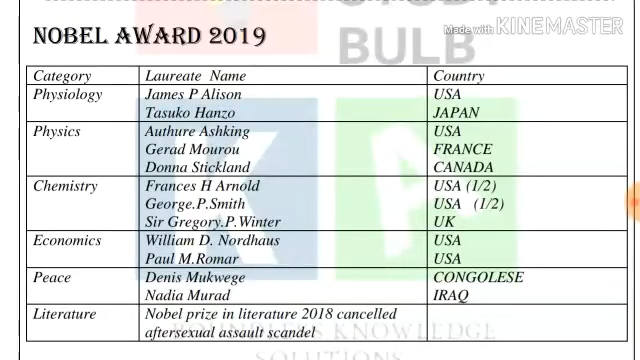 Made with KINEMASTER
NOBEL AWARD 2019
BULB
Category Laureate Name Country
Physiology James P Alison USA
Tasuko Hanzo JAPAN
Physics Authure Ashking USA
Gerad Mourou FRANCE
Donna Stickland CANADA
Chemistry Frances H Arnold USA (1/2)
George.P.Smith USA (1/2)
Sir Gregory.P.Winter UK
Economics William D. Nordhaus USA
Paul M.Romar USA
Peace Denis Mukwege CONGOLESE
Nadia Murad IRAQ
Literature Nobel prize in literature 2018 cancelled
aftersexual assault scandel
KNOWLEDGE
SOLUTIONS